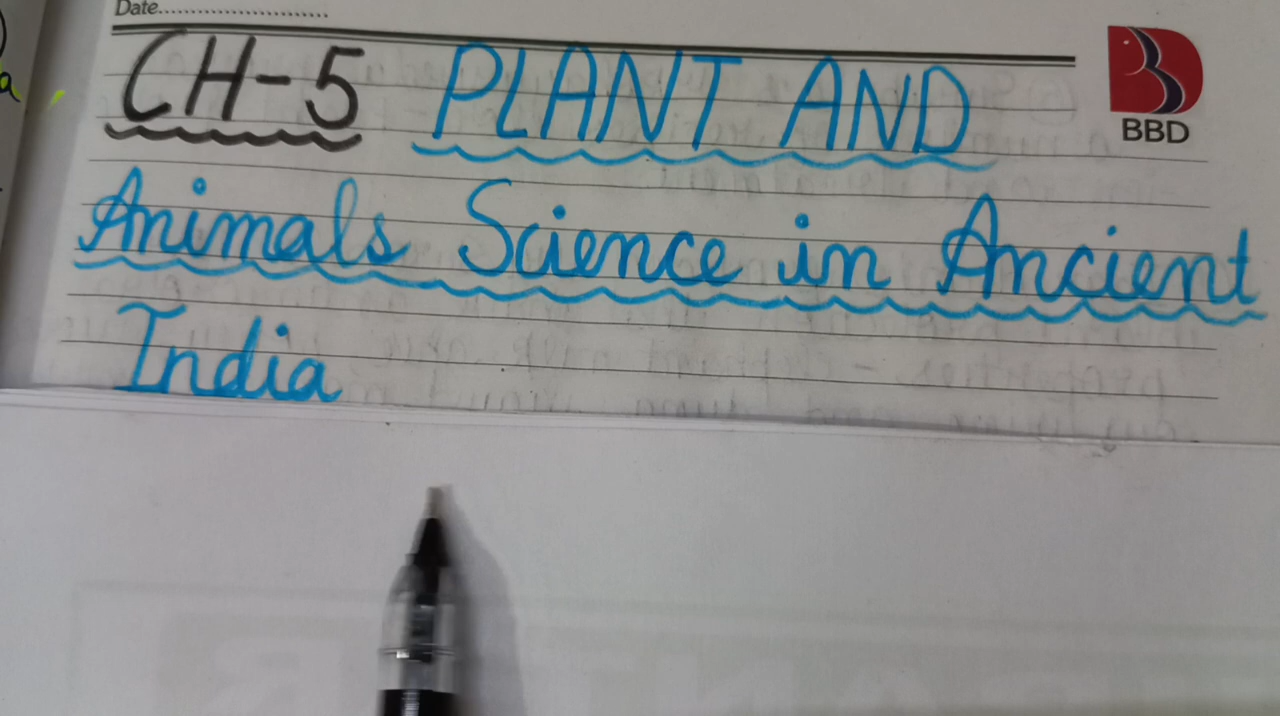 Date
CH-5 PLANT AND
BBD
Animals Science in Ancient
India